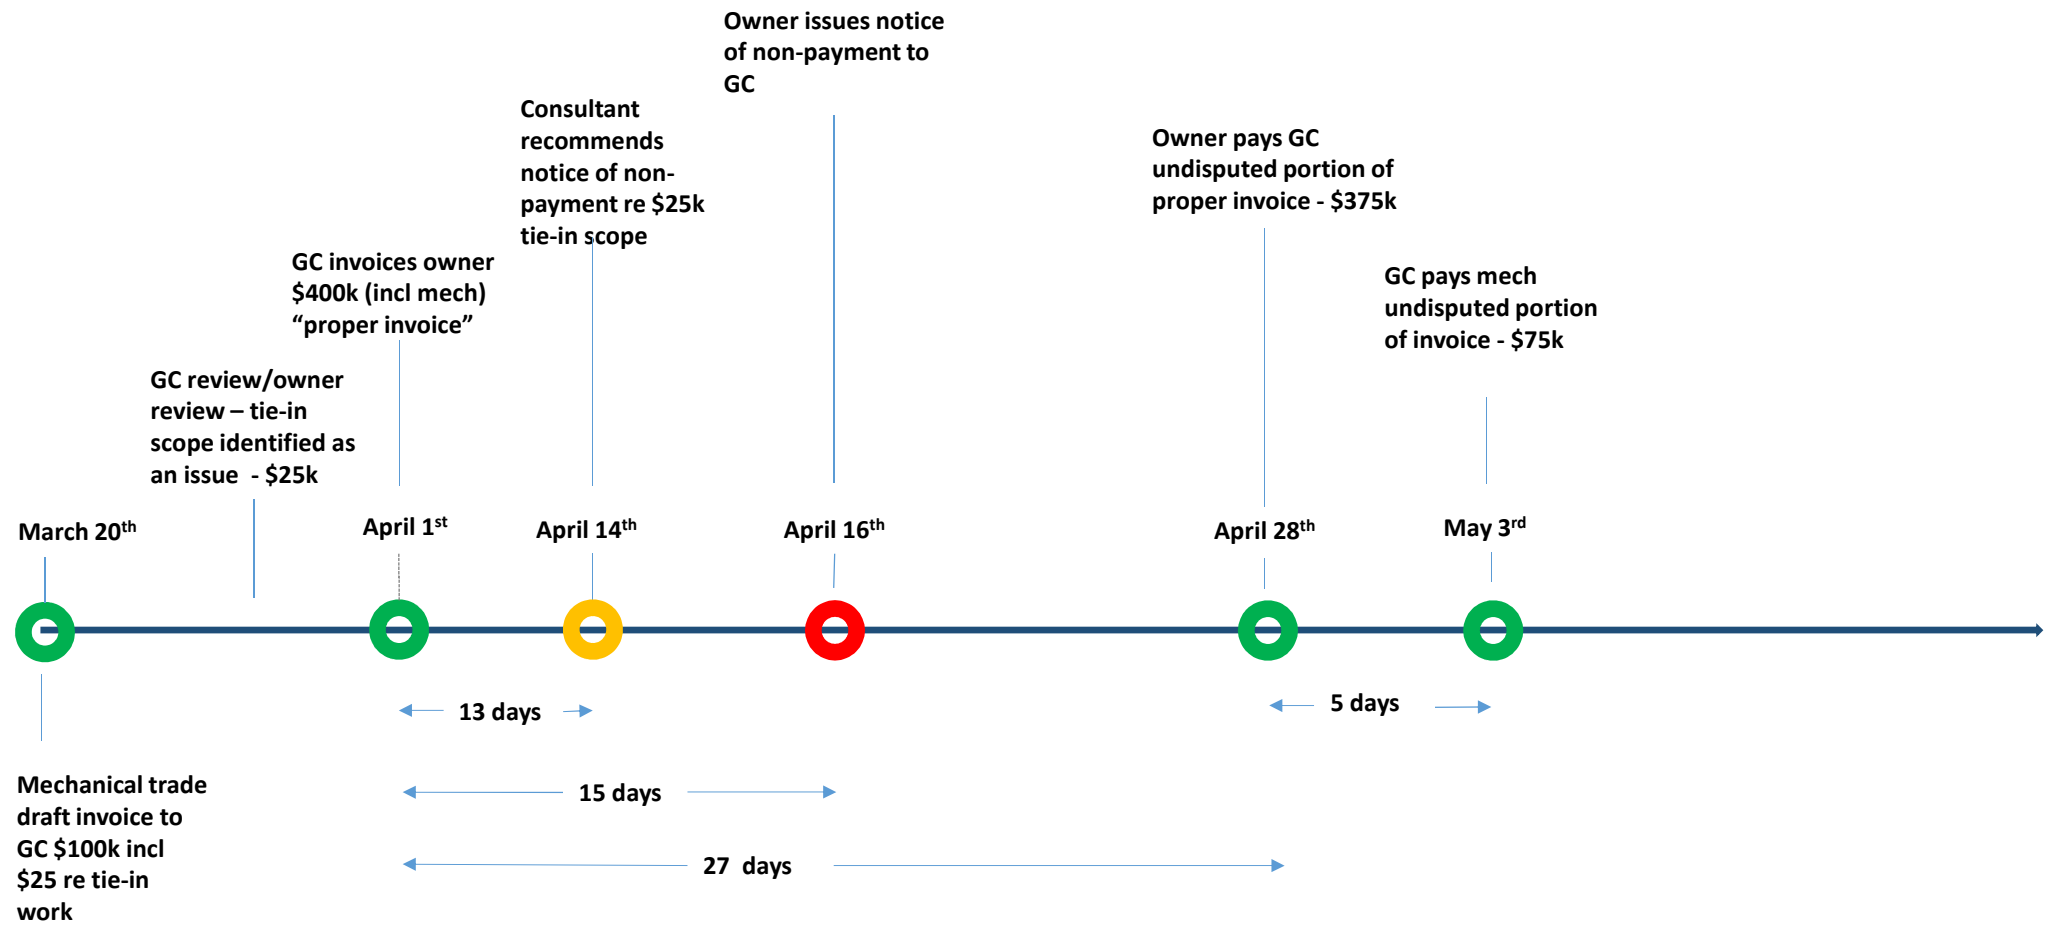 Owner issues notice
of non-payment to
GC
Consultant
recommends
notice of non-
payment re $25k
tie-in scope
Owner pays GC
undisputed portion of
proper invoice - $375k
GC invoices owner
$400k (incl mech)
“proper invoice”
GC pays mech
undisputed portion
of invoice - $75k
GC review/owner
review – tie-in
scope identified as
an issue  - $25k
March 20th
April 1st
April 14th
April 16th
April 28th
May 3rd
13 days
5 days
15 days
27  days
Mechanical trade
draft invoice to
GC $100k incl
$25 re tie-in
work